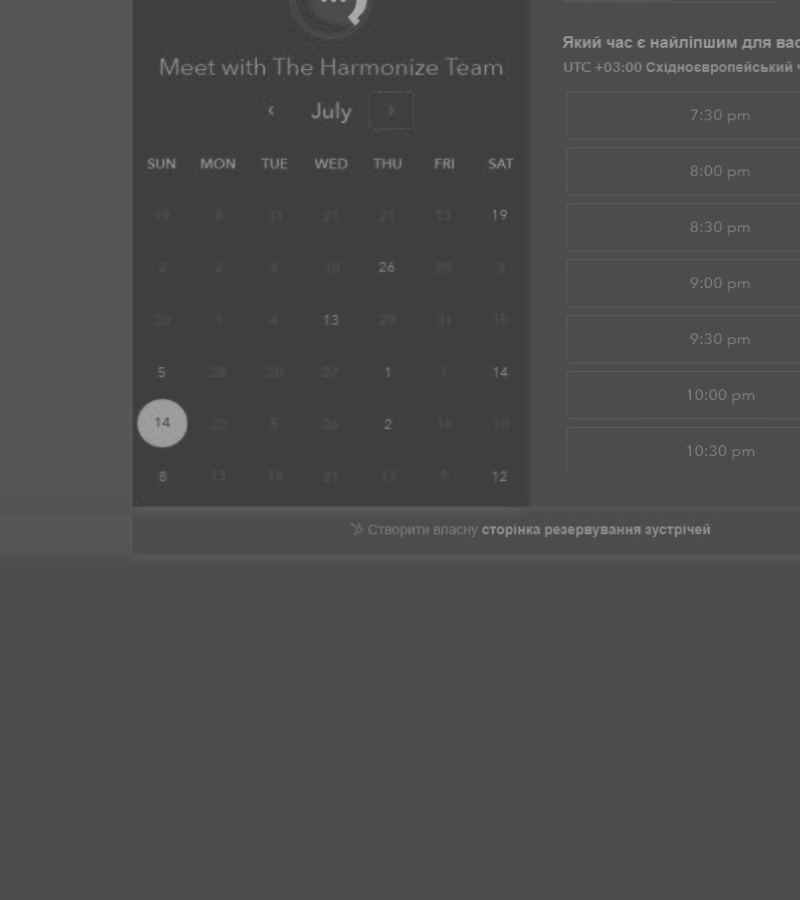 Meet with The Harmonize Team
July
SUN MON TUE WED THU FRI SAT
19 8 31 21 21 13 19
2 2 4 10 26 29 3
20 1 6 13 29 31 15
5 28 20 27 1 1 14
14 22 5 26 2 16 10
8 13 16 21 17 9 12
Який час є найліпшим для вас
UTC +03:00 Східноєвропейський
7:30 pm
8:00 pm
8:30 pm
9:00 pm
9:30 pm
10:00 pm
10:30 pm
Створити власну сторінка резервування зустрічей